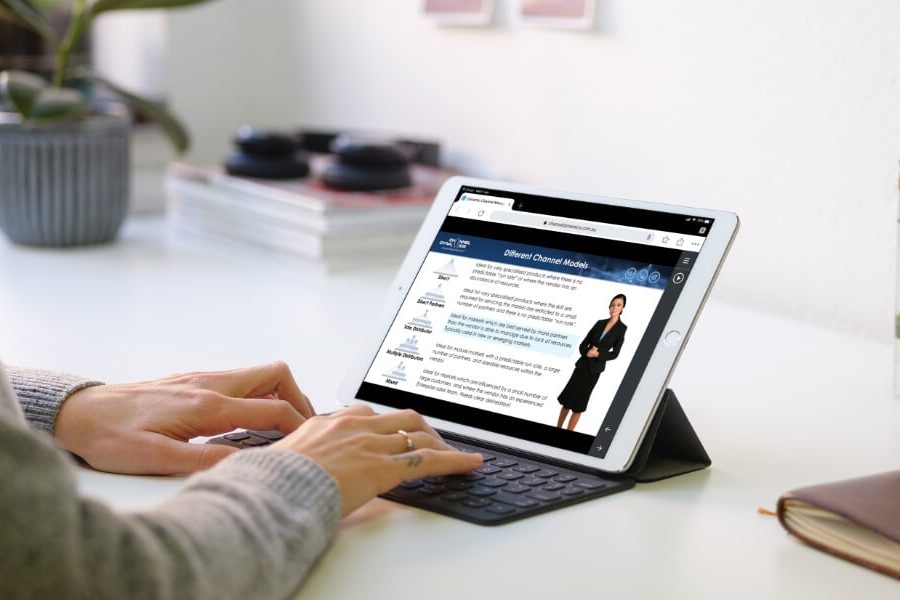 Different Channel Models
Ideal for very specialised products where there is no
predictable "run rate" or where the vendor has an
abundance of resources.
Direct
Ideal for very specialised products where the skill set
required for servicing the market are restricted to a small
number of partners and there is no predictable "run rate".
Direct Partners
Ideal for markets which are best served by more partners
than the vendor is able to manage due to lack of resources.
Typically used in new or emerging markets.
Sole Distributor
Ideal for mature markets with a predictable run rate, a large
number of partners, and sizeable resources within the
vendor.
Multiple Distributors
Ideal for markets which are influenced by a small number of
large customers, and where the vendor has an experienced
Enterprise sales team. Needs clear delineation!
Mixed